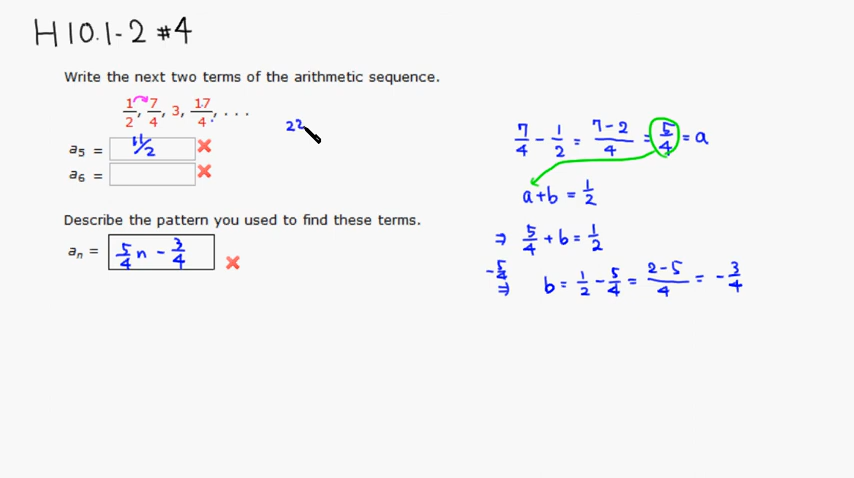 H10.1-2 #4
Write the next two terms of the arithmetic sequence.
1/2, 7/4, 3, 17/4, . . .
22
a5 = 11/2
a6 =
Describe the pattern you used to find these terms.
an = 5/4 n - 3/4
7/4 - 1/2 = 7-2/4 = 5/4 = a
a+b = 1/2
⇒ 5/4 + b = 1/2
-5/4 ⇒ b = 1/2 - 5/4 = 2-5/4 = - 3/4